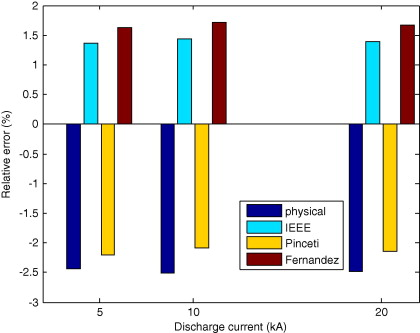 2
1.5
1
0.5
0
-0.5
-1
-1.5
-2
-2.5
-3
Relative error (%)
physical
IEEE
Pinceti
Fernandez
5 10 20
Discharge current (kA)